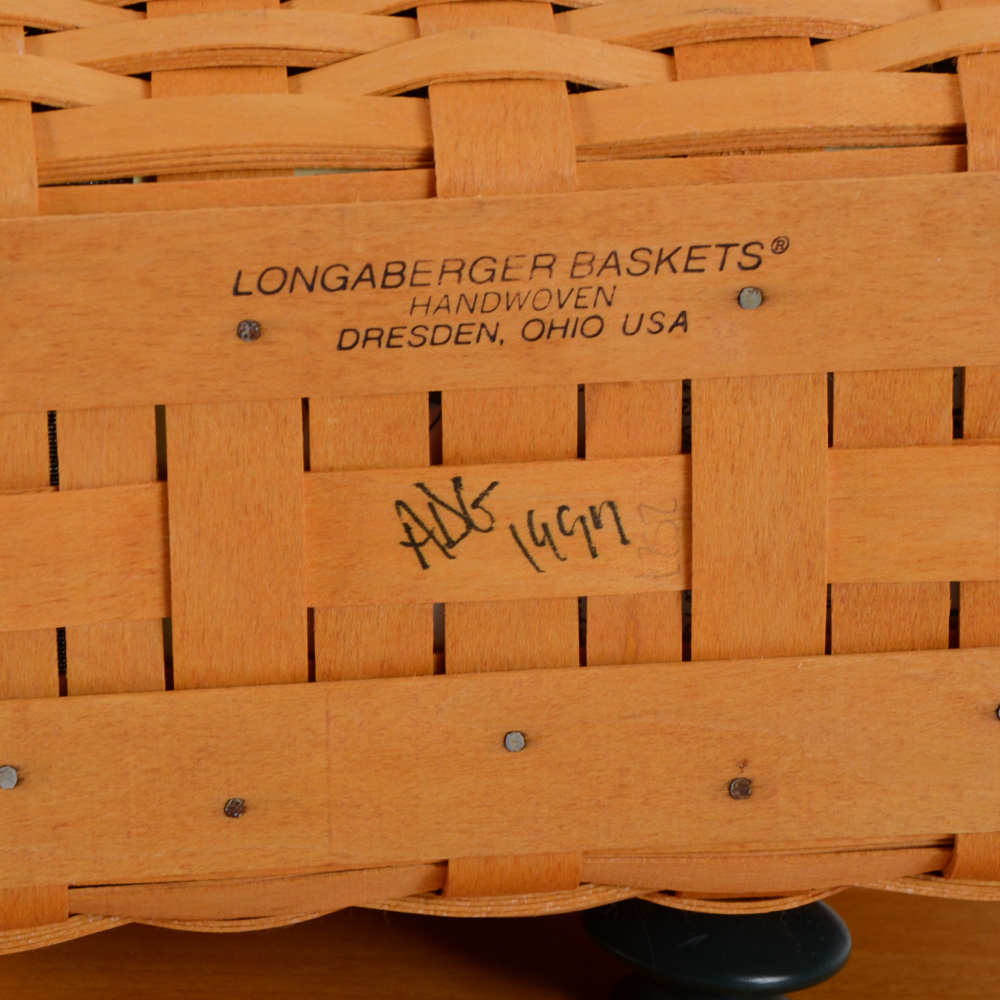 LONGABERGER BASKETS®
HANDWOVEN
DRESDEN, OHIO USA
ADG 1997